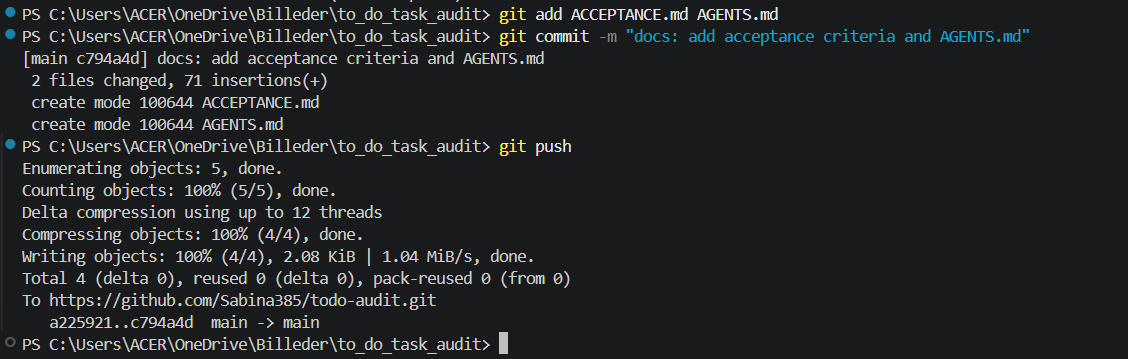 PS C:\Users\ACER\OneDrive\Billeder\to_do_task_audit> git add ACCEPTANCE.md AGENTS.md
PS C:\Users\ACER\OneDrive\Billeder\to_do_task_audit> git commit -m "docs: add acceptance criteria and AGENTS.md"
[main c794a4d] docs: add acceptance criteria and AGENTS.md
 2 files changed, 71 insertions(+)
 create mode 100644 ACCEPTANCE.md
 create mode 100644 AGENTS.md
PS C:\Users\ACER\OneDrive\Billeder\to_do_task_audit> git push
Enumerating objects: 5, done.
Counting objects: 100% (5/5), done.
Delta compression using up to 12 threads
Compressing objects: 100% (4/4), done.
Writing objects: 100% (4/4), 2.08 KiB | 1.04 MiB/s, done.
Total 4 (delta 0), reused 0 (delta 0), pack-reused 0 (from 0)
To https://github.com/Sabina385/todo-audit.git
   a225921..c794a4d  main -> main
PS C:\Users\ACER\OneDrive\Billeder\to_do_task_audit>